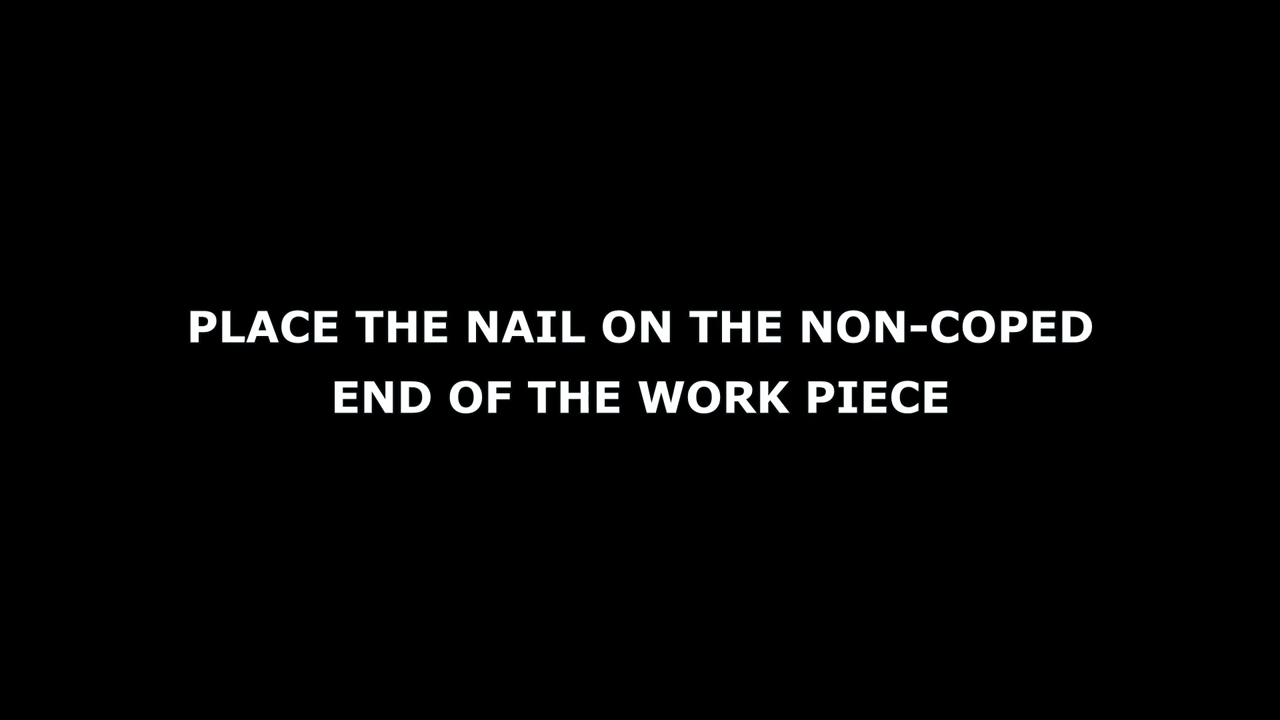 PLACE THE NAIL ON THE NON-COPED
END OF THE WORK PIECE